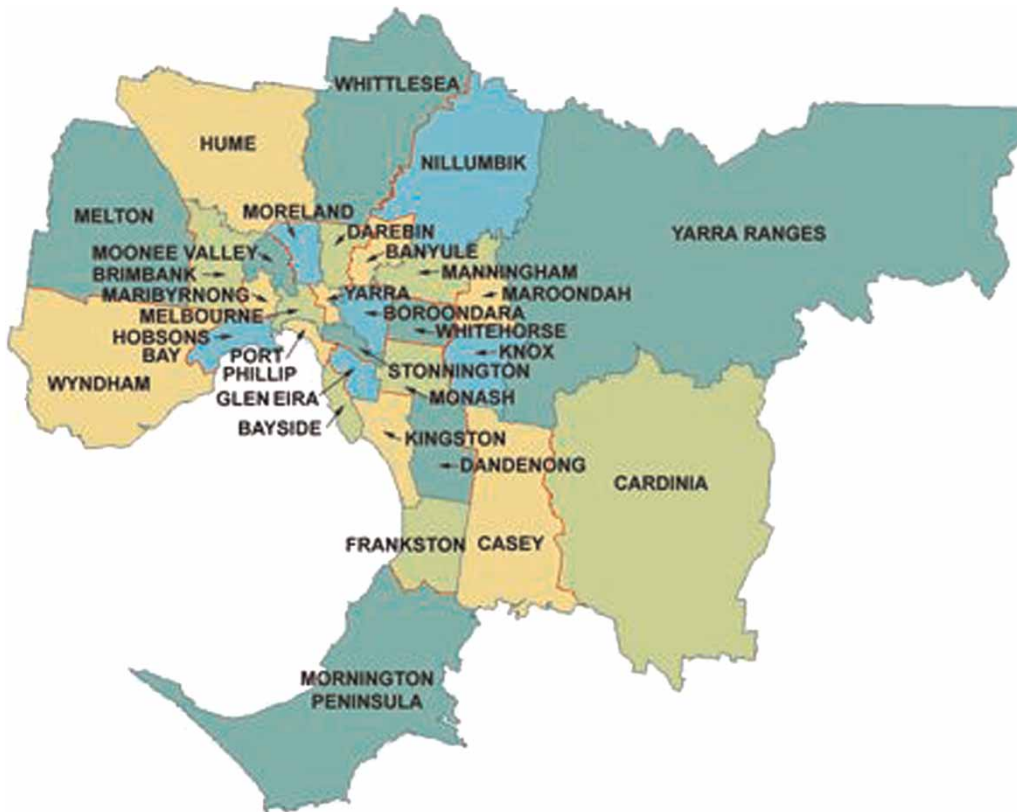 WHITTLESEA
HUME
NILLUMBIK
MELTON
MORELAND
DAREBIN
YARRA RANGES
MOONEE VALLEY
BANYULE
BRIMBANK
MANNINGHAM
MARIBYRNONG
YARRA
MAROONDAH
MELBOURNE
BOROONDARA
HOBSONS
BAY
WHITEHORSE
PORT
PHILLIP
KNOX
WYNDHAM
STONNINGTON
GLEN EIRA
MONASH
BAYSIDE
KINGSTON
DANDENONG
CARDINIA
FRANKSTON
CASEY
MORNINGTON
PENINSULA